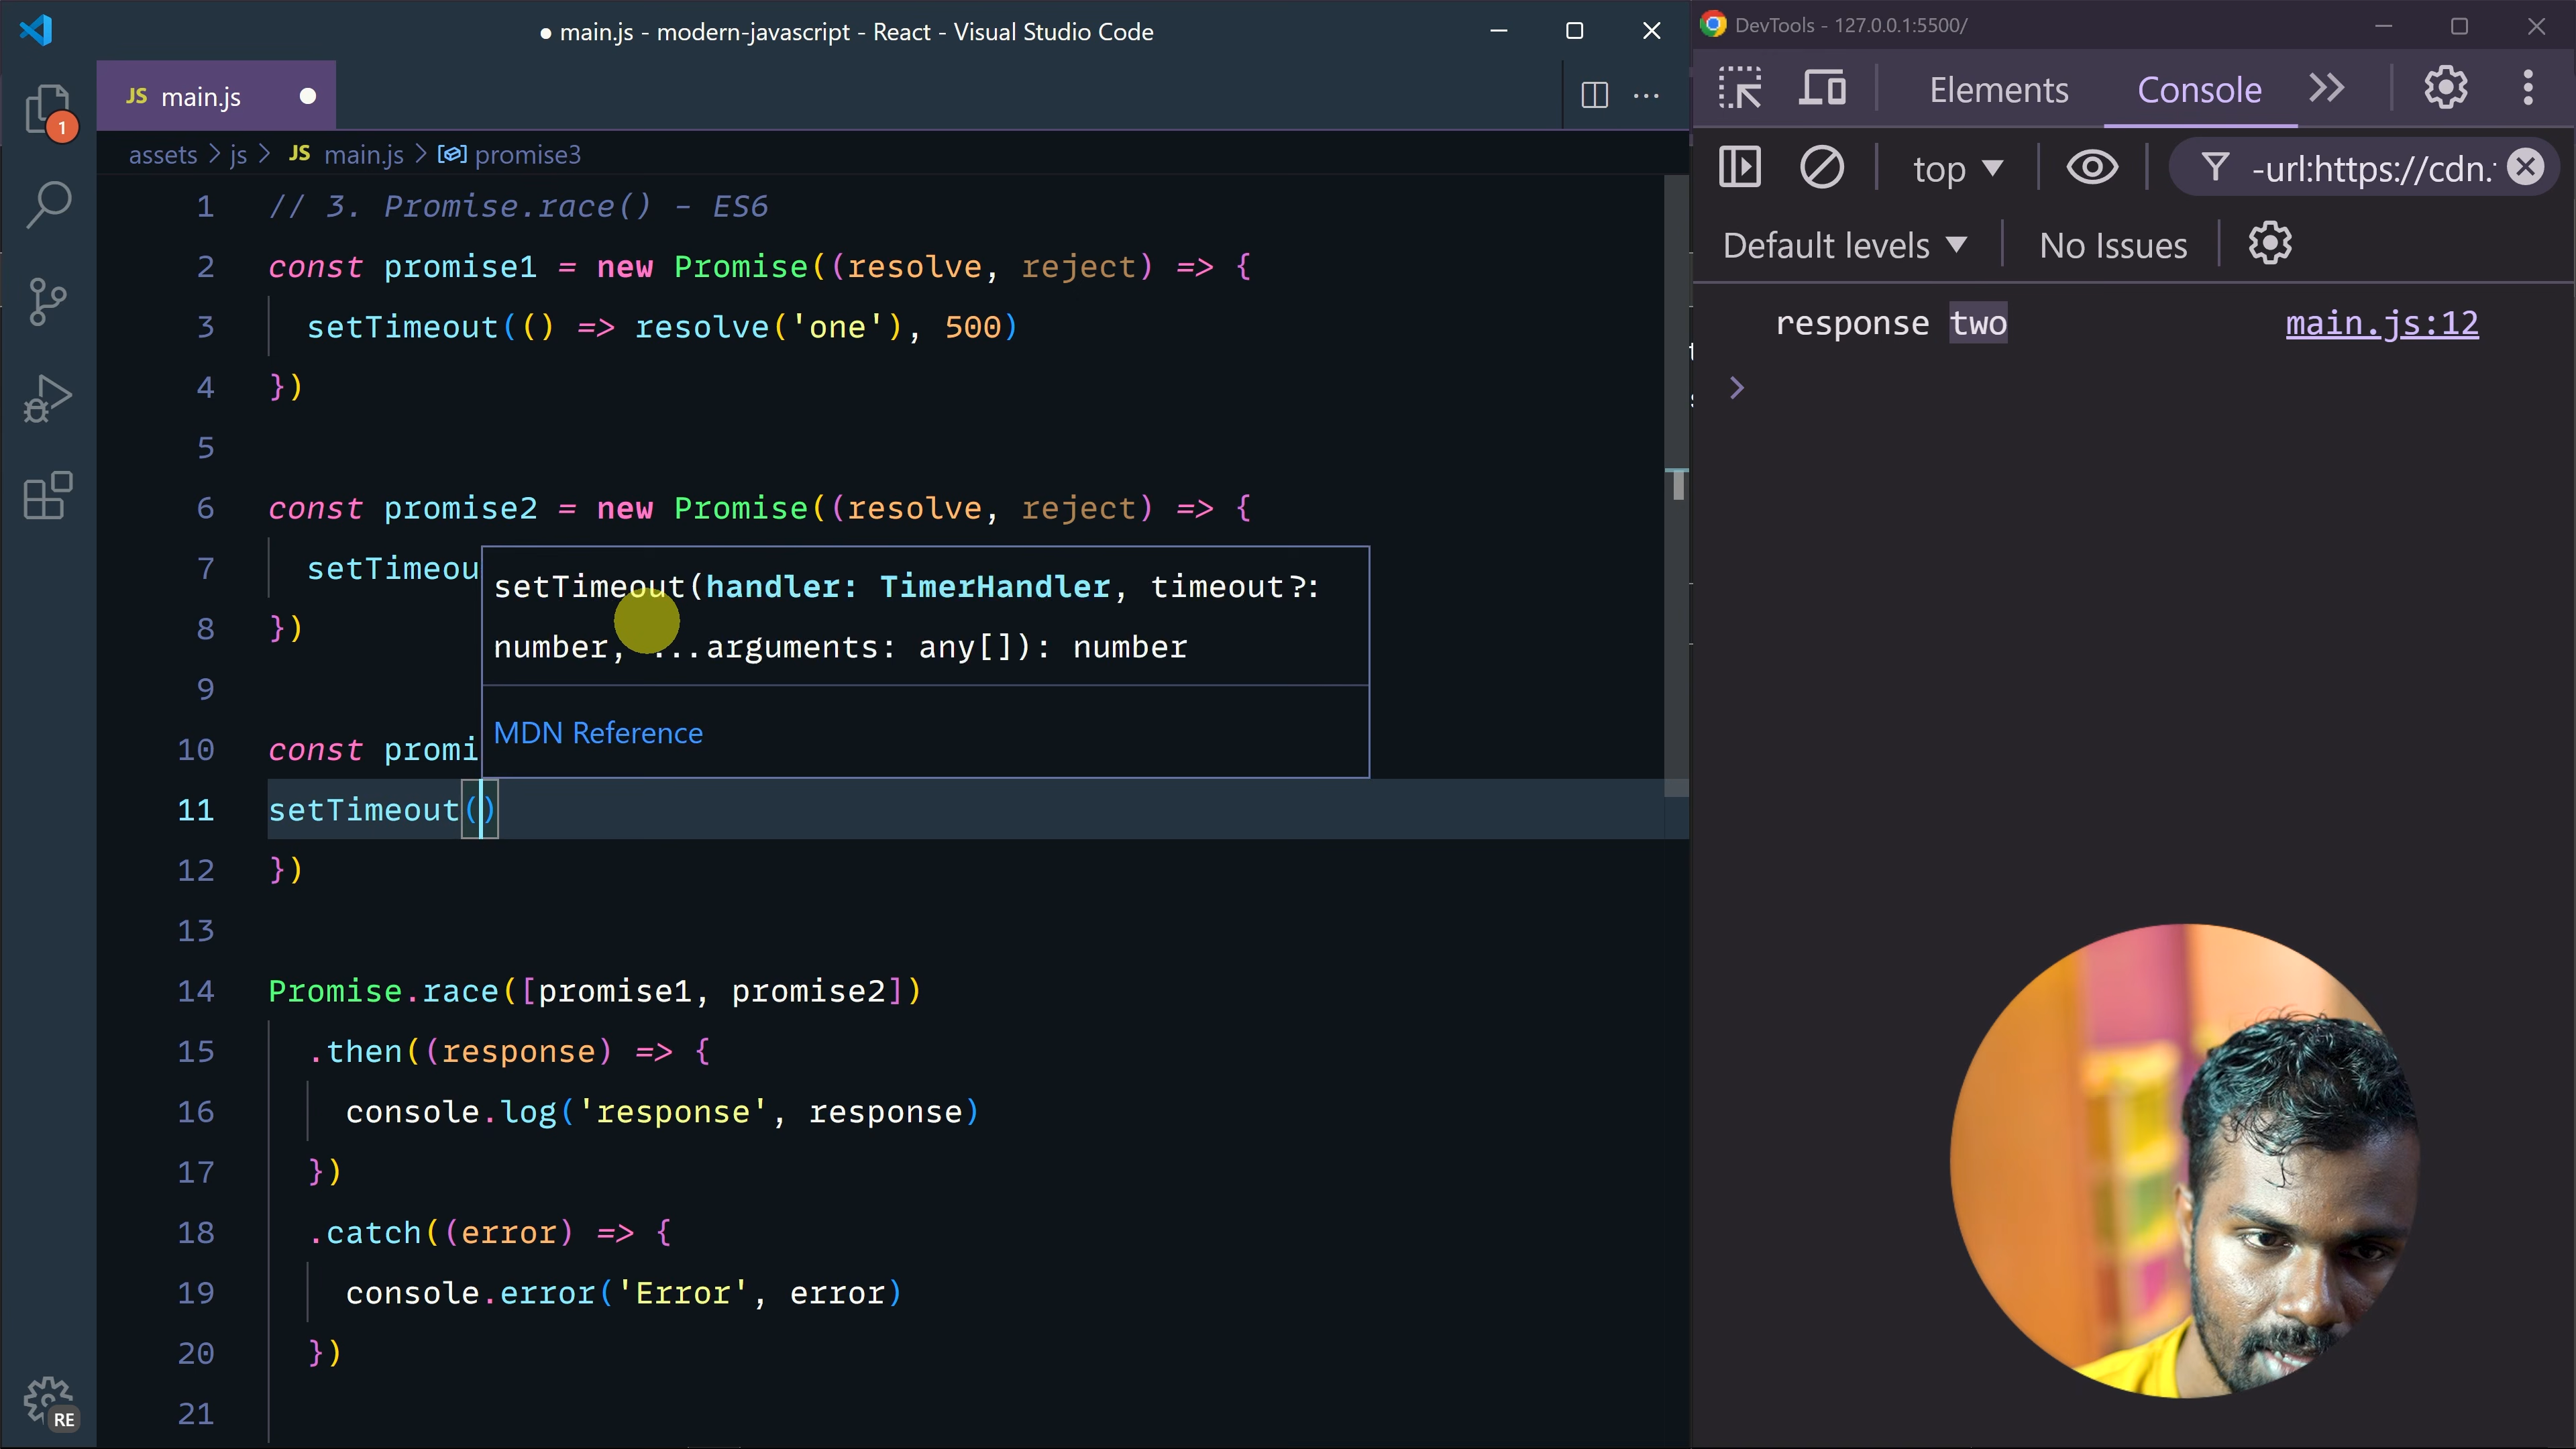 ● main.js - modern-javascript - React - Visual Studio Code
JS main.js
1
assets > js > JS main.js > promise3
1 // 3. Promise.race() - ES6
2 const promise1 = new Promise((resolve, reject) => {
3 setTimeout(() => resolve('one'), 500)
4 })
5
6 const promise2 = new Promise((resolve, reject) => {
7 setTimeou
setTimeout(handler: TimerHandler, timeout?:
8 })
number, ...arguments: any[]): number
9
MDN Reference
10 const promi
11 setTimeout()
12 })
13
14 Promise.race([promise1, promise2])
15 .then((response) => {
16 console.log('response', response)
17 })
18 .catch((error) => {
19 console.error('Error', error)
20 })
21
RE
DevTools - 127.0.0.1:5500/
Elements Console
top -url:https://cdn.
Default levels No Issues
response two main.js:12